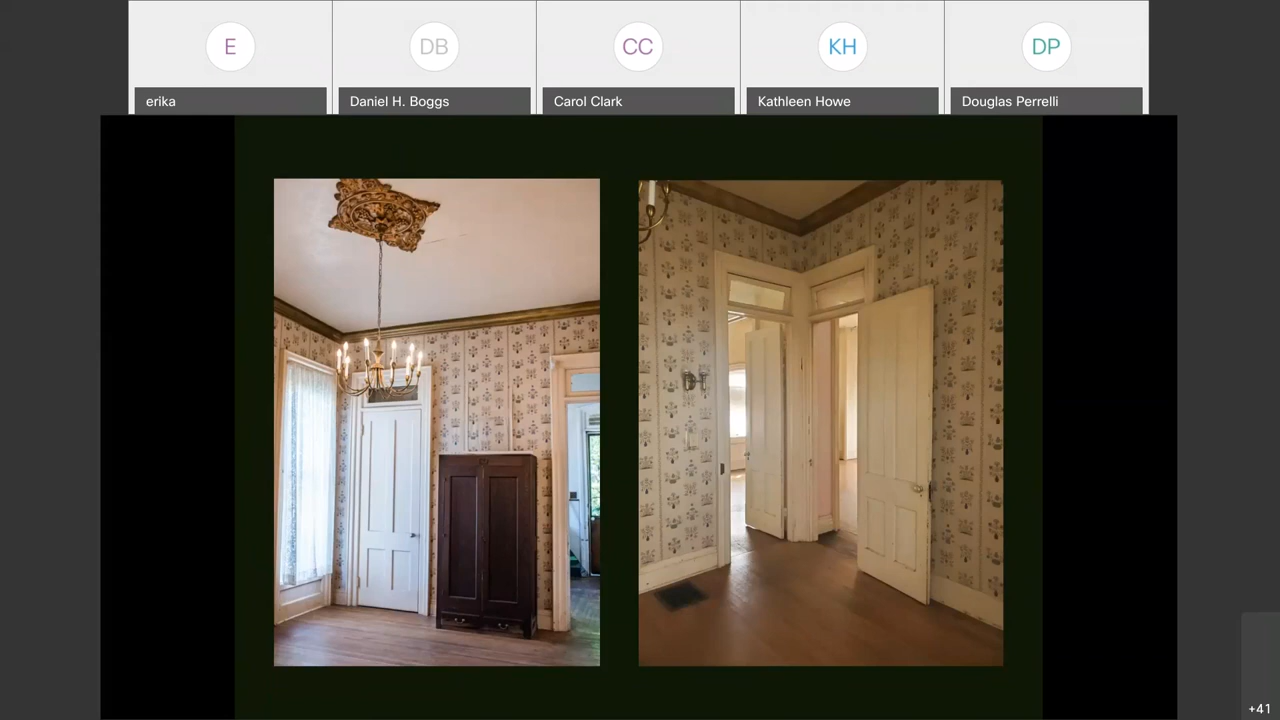 E
DB
CC
KH
DP
erika
Daniel H. Boggs
Carol Clark
Kathleen Howe
Douglas Perrelli
+41